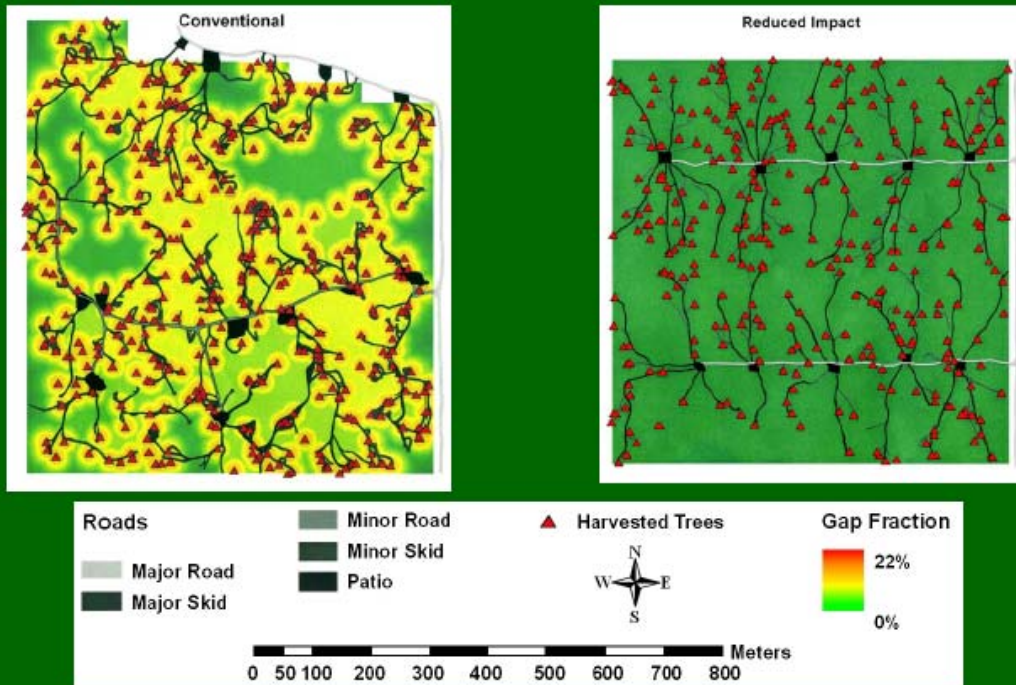 Conventional
Reduced Impact
Roads
Major Road
Major Skid
Minor Road
Minor Skid
Patio
Harvested Trees
N
W E
S
Gap Fraction
22%
0%
Meters
0 50 100 200 300 400 500 600 700 800